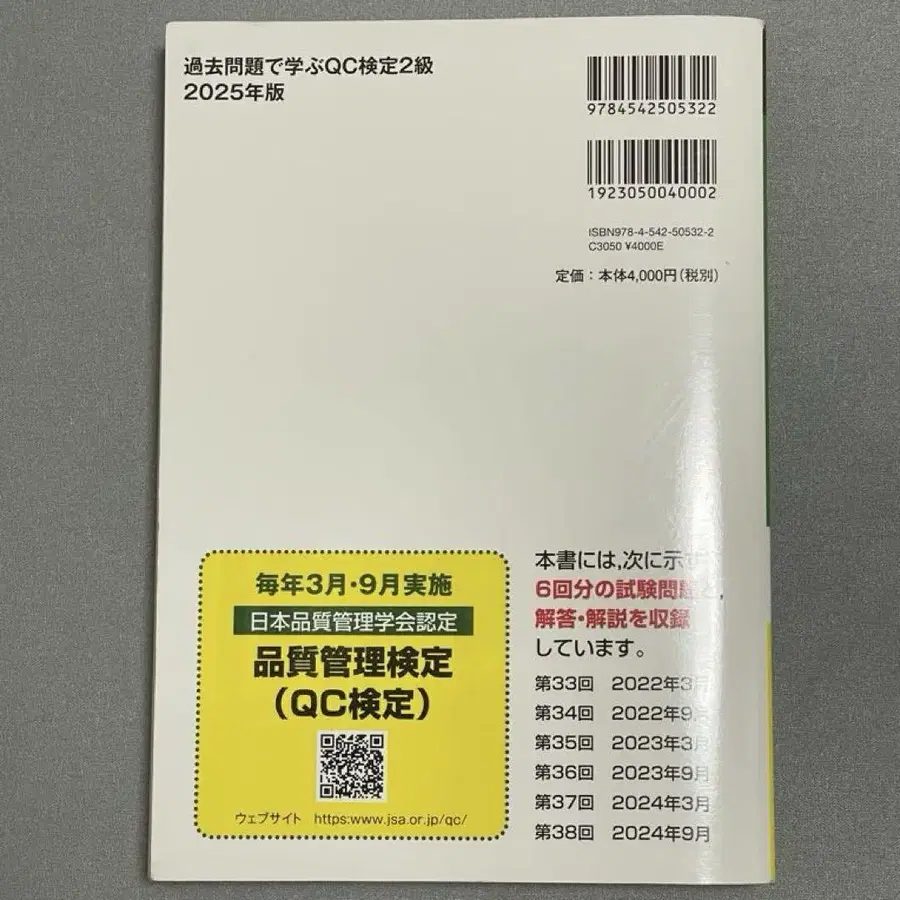 過去問題で学ぶQC検定2級
2025年版
9784542505322
1923050040002
ISBN978-4-542-50532-2
C3050 ¥4000E
定価：本体4,000円（税別）
毎年3月・9月実施
日本品質管理学会認定
品質管理検定
（QC検定）
ウェブサイト https:www.jsa.or.jp/qc/
本書には,次に示す
6回分の試験問題と,
解答・解説を収録
しています。
第33回 2022年3月
第34回 2022年9月
第35回 2023年3月
第36回 2023年9月
第37回 2024年3月
第38回 2024年9月